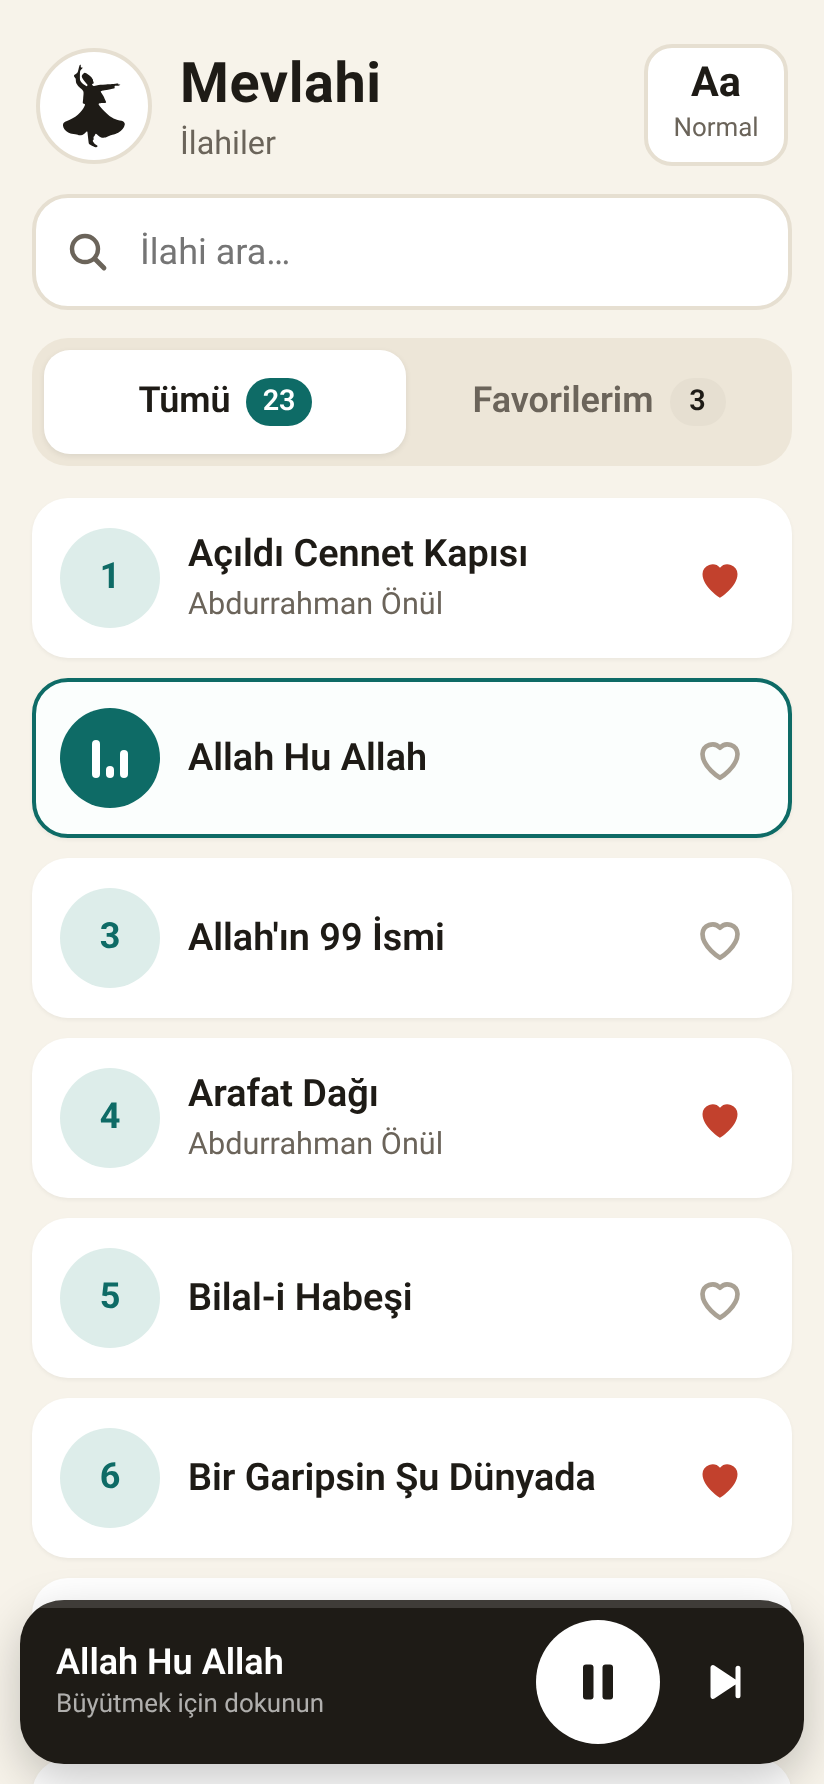 Mevlahi
İlahiler
Aa
Normal
İlahi ara...
Tümü 23
Favorilerim 3
1
Açıldı Cennet Kapısı
Abdurrahman Önül
Allah Hu Allah
3
Allah'ın 99 İsmi
4
Arafat Dağı
Abdurrahman Önül
5
Bilal-i Habeşi
6
Bir Garipsin Şu Dünyada
Allah Hu Allah
Büyütmek için dokunun